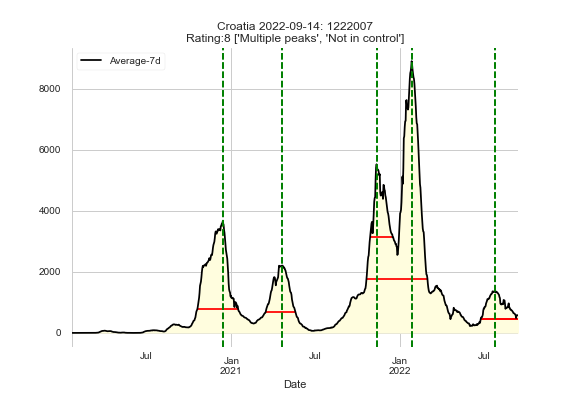 Croatia 2022-09-14: 1222007
Rating:8 ['Multiple peaks', 'Not in control']
Average-7d
8000
6000
4000
2000
0
Jul
Jan
2021
Jul
Jan
2022
Jul
Date